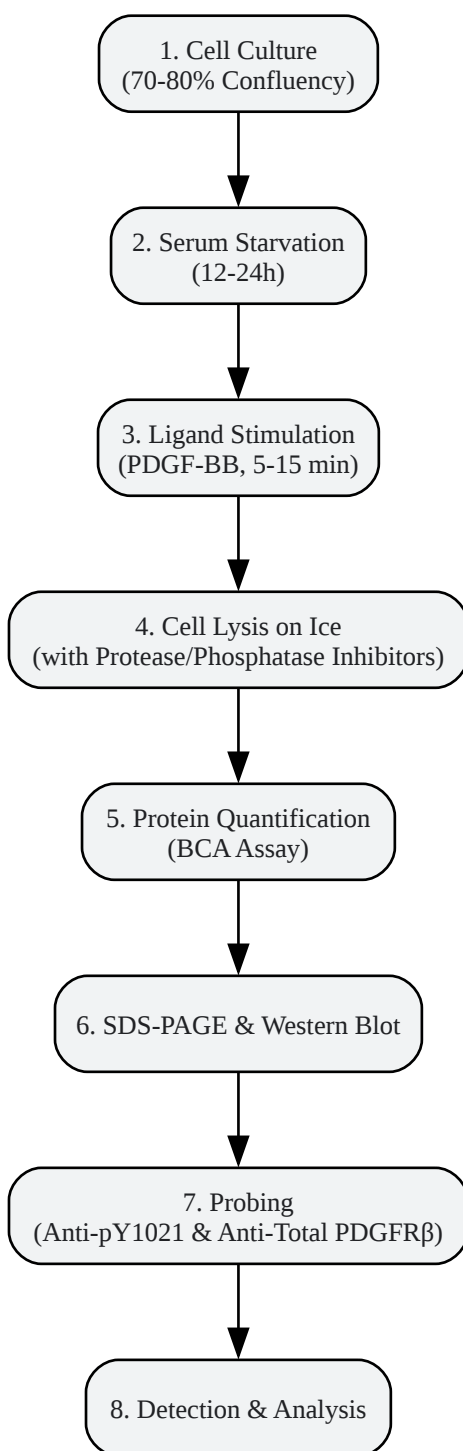 1. Cell Culture
(70-80% Confluency)
2. Serum Starvation
(12-24h)
3. Ligand Stimulation
(PDGF-BB, 5-15 min)
4. Cell Lysis on Ice
(with Protease/Phosphatase Inhibitors)
5. Protein Quantification
(BCA Assay)
6. SDS-PAGE & Western Blot
7. Probing
(Anti-pY1021 & Anti-Total PDGFRβ)
8. Detection & Analysis